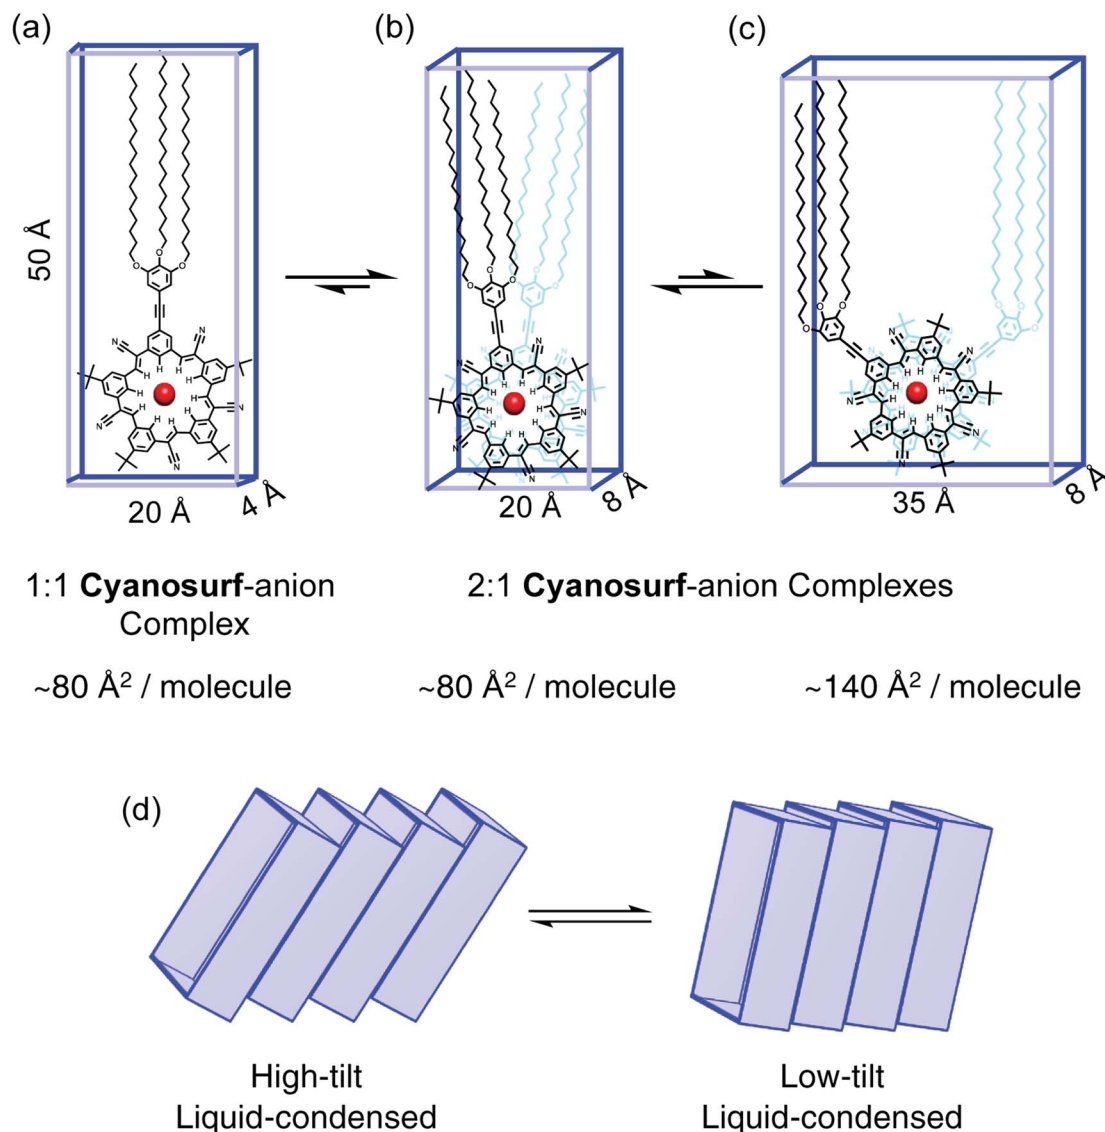 (a)
(b)
(c)
50 Å
O
O
O
N
N
N
N
N
H
H
H
H
H
H
H
H
H
H
O
O
O
O
O
O
N
N
N
N
N
H
H
H
H
H
H
H
H
O
O
O
O
O
O
N
N
N
N
N
H
H
H
H
H
H
H
H
20 Å
4 Å
20 Å
8 Å
35 Å
8 Å
1:1 Cyanosurf-anion
Complex
2:1 Cyanosurf-anion Complexes
~80 Å² / molecule
~80 Å² / molecule
~140 Å² / molecule
(d)
High-tilt
Liquid-condensed
Low-tilt
Liquid-condensed